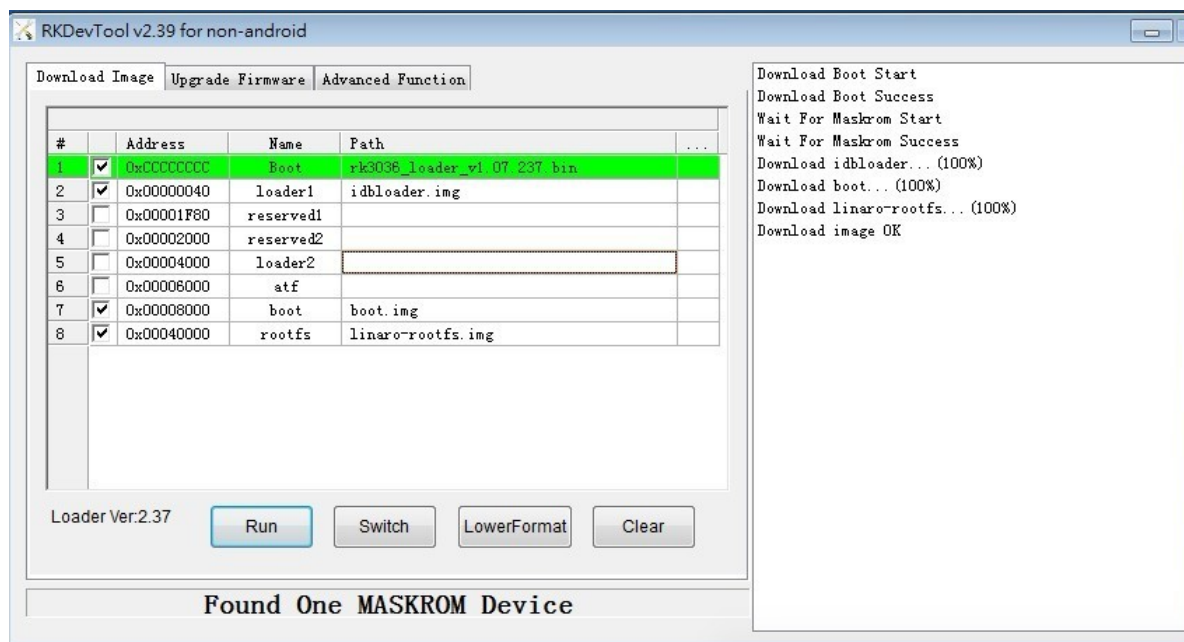 RKDevTool v2.39 for non-android
Download Image Upgrade Firmware Advanced Function
# Address Name Path ...
1 0xCCCCCCCC Boot rk3036_loader_v1.07.237.bin
2 0x00000040 loader1 idbloader.img
3 0x00001F80 reserved1
4 0x00002000 reserved2
5 0x00004000 loader2
6 0x00006000 atf
7 0x00008000 boot boot.img
8 0x00040000 rootfs linaro-rootfs.img
Loader Ver:2.37 Run Switch LowerFormat Clear
Found One MASKROM Device
Download Boot Start
Download Boot Success
Wait For Maskrom Start
Wait For Maskrom Success
Download idbloader... (100%)
Download boot... (100%)
Download linaro-rootfs... (100%)
Download image OK